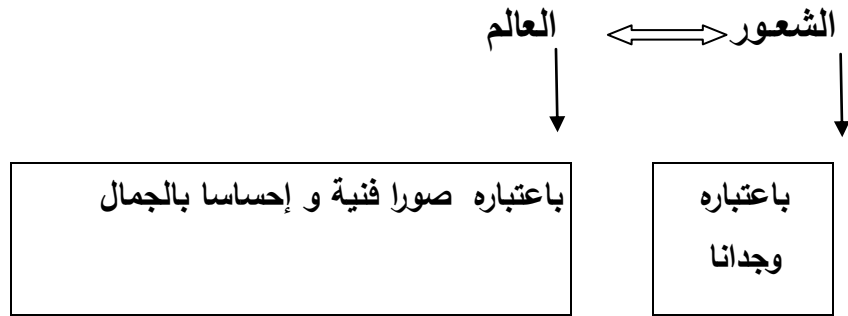 الشعور العالم
باعتباره
وجدانا
باعتباره صورا فنية و إحساسا بالجمال